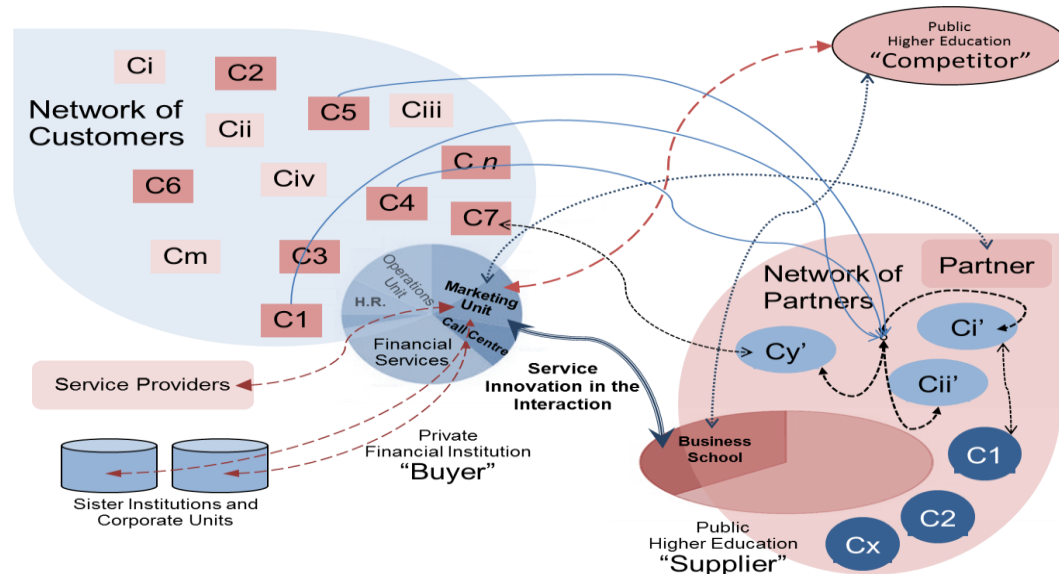 Public
Higher Education
“Competitor”
Ci
C2
Network of
Customers
C5
Ciii
Cii
C6
Civ
C n
C4
C7
Cm
C3
C1
Operations
Unit
H.R.
Marketing
Unit
Call Centre
Financial
Services
Network of
Partners
Partner
Ci’
Cy’
Cii’
Service Providers
Service
Innovation in the
Interaction
Private
Financial Institution
“Buyer”
Business
School
C1
C2
Cx
Sister Institutions and
Corporate Units
Public
Higher Education
“Supplier”